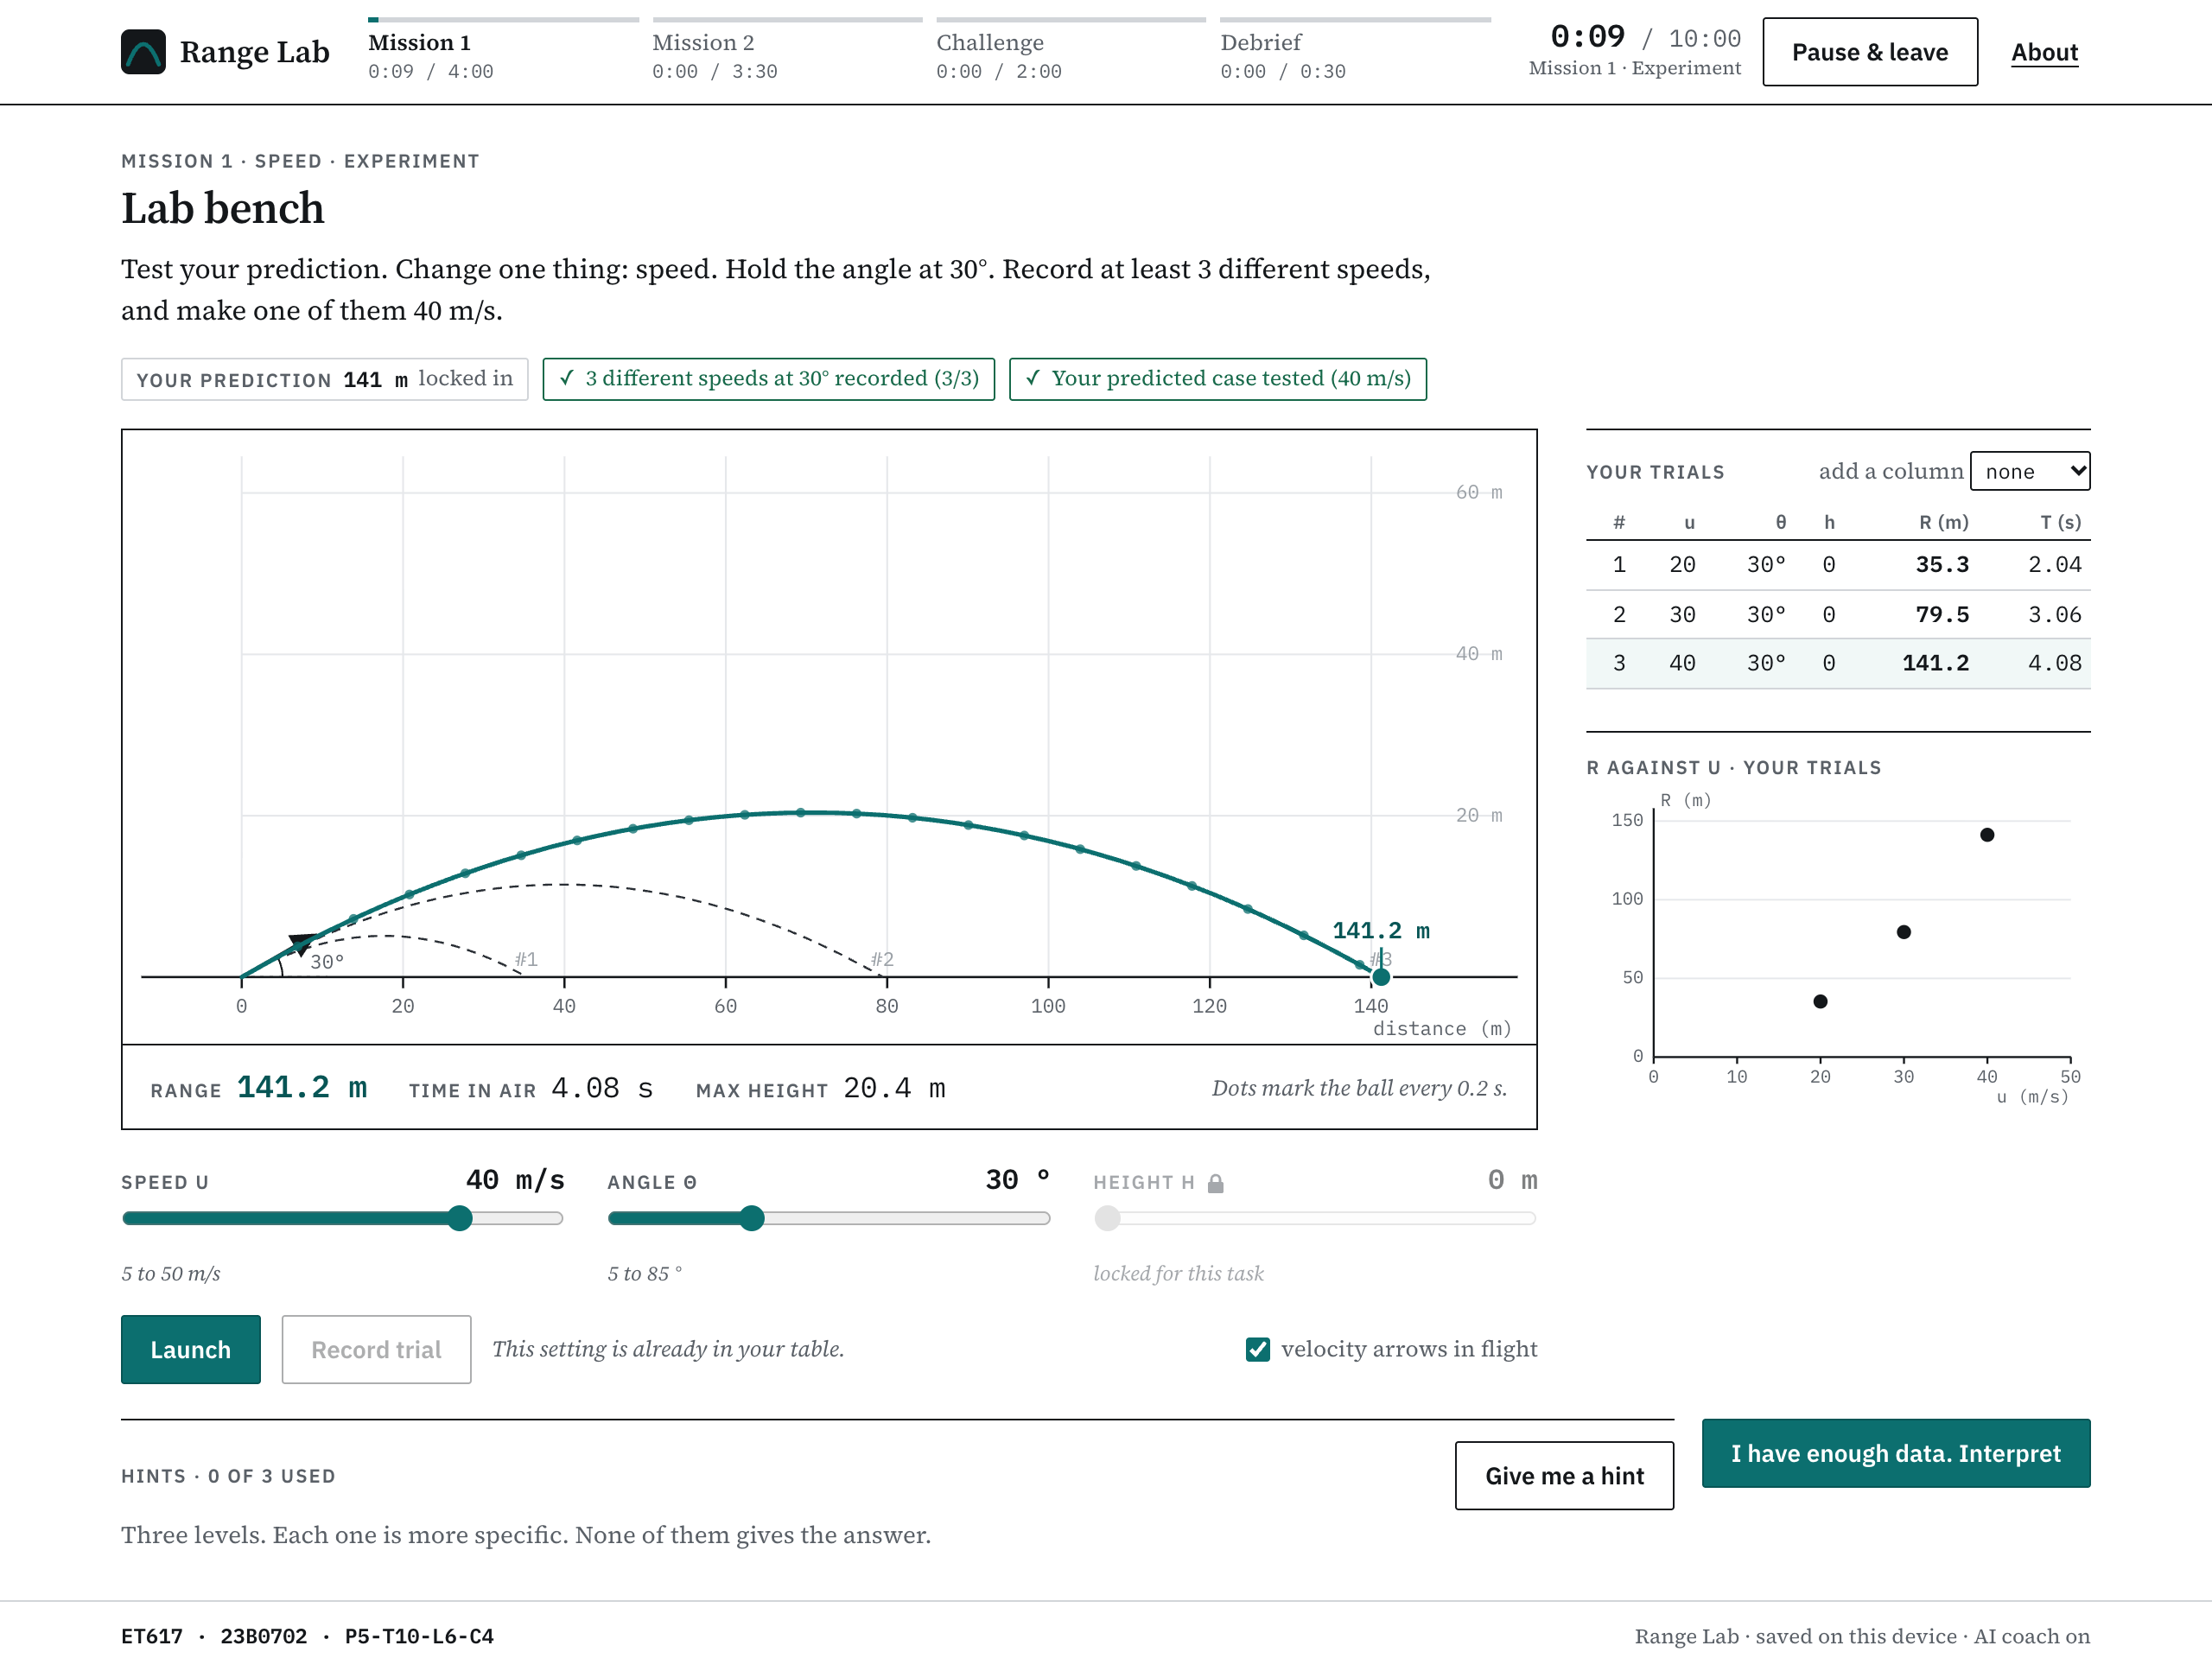 Range Lab
Mission 1
0:09 / 4:00
Mission 2
0:00 / 3:30
Challenge
0:00 / 2:00
Debrief
0:00 / 0:30
0:09 / 10:00
Mission 1 · Experiment
Pause & leave
About
MISSION 1 · SPEED · EXPERIMENT
Lab bench
Test your prediction. Change one thing: speed. Hold the angle at 30°. Record at least 3 different speeds,
and make one of them 40 m/s.
YOUR PREDICTION 141 m locked in
✓ 3 different speeds at 30° recorded (3/3)
✓ Your predicted case tested (40 m/s)
60 m
40 m
20 m
141.2 m
30°
#1
#2
#3
0 20 40 60 80 100 120 140
distance (m)
RANGE 141.2 m TIME IN AIR 4.08 s MAX HEIGHT 20.4 m Dots mark the ball every 0.2 s.
YOUR TRIALS add a column none
# u θ h R (m) T (s)
1 20 30° 0 35.3 2.04
2 30 30° 0 79.5 3.06
3 40 30° 0 141.2 4.08
R AGAINST U · YOUR TRIALS
R (m)
150
100
50
0
0 10 20 30 40 50
u (m/s)
SPEED U 40 m/s
5 to 50 m/s
ANGLE Θ 30 °
5 to 85 °
HEIGHT H 0 m
locked for this task
Launch
Record trial
This setting is already in your table.
velocity arrows in flight
HINTS · 0 OF 3 USED
Give me a hint
I have enough data. Interpret
Three levels. Each one is more specific. None of them gives the answer.
ET617 · 23B0702 · P5-T10-L6-C4
Range Lab · saved on this device · AI coach on